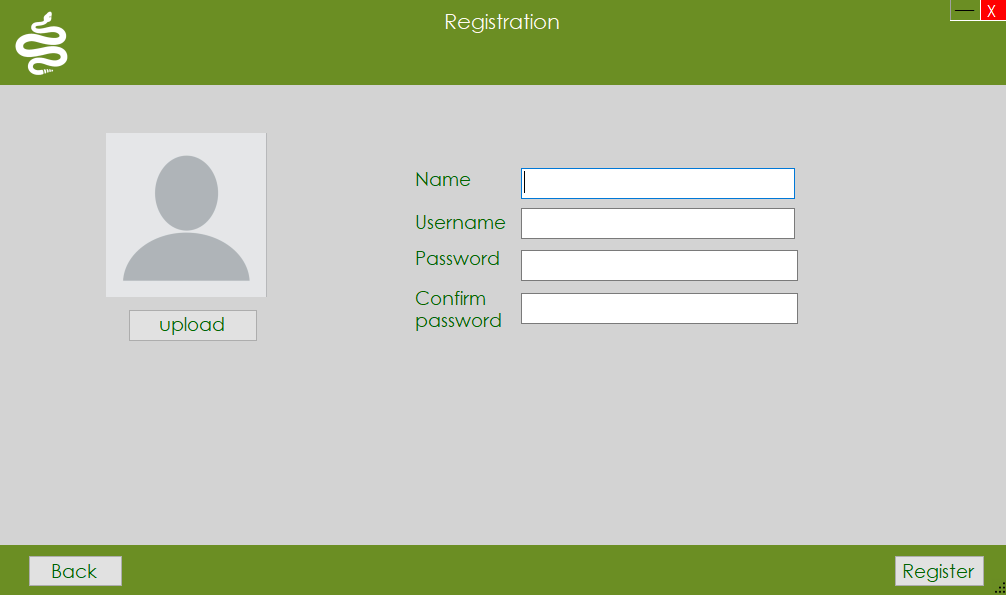 Registration
X
Name
Username
Password
Confirm
password
upload
Back
Register